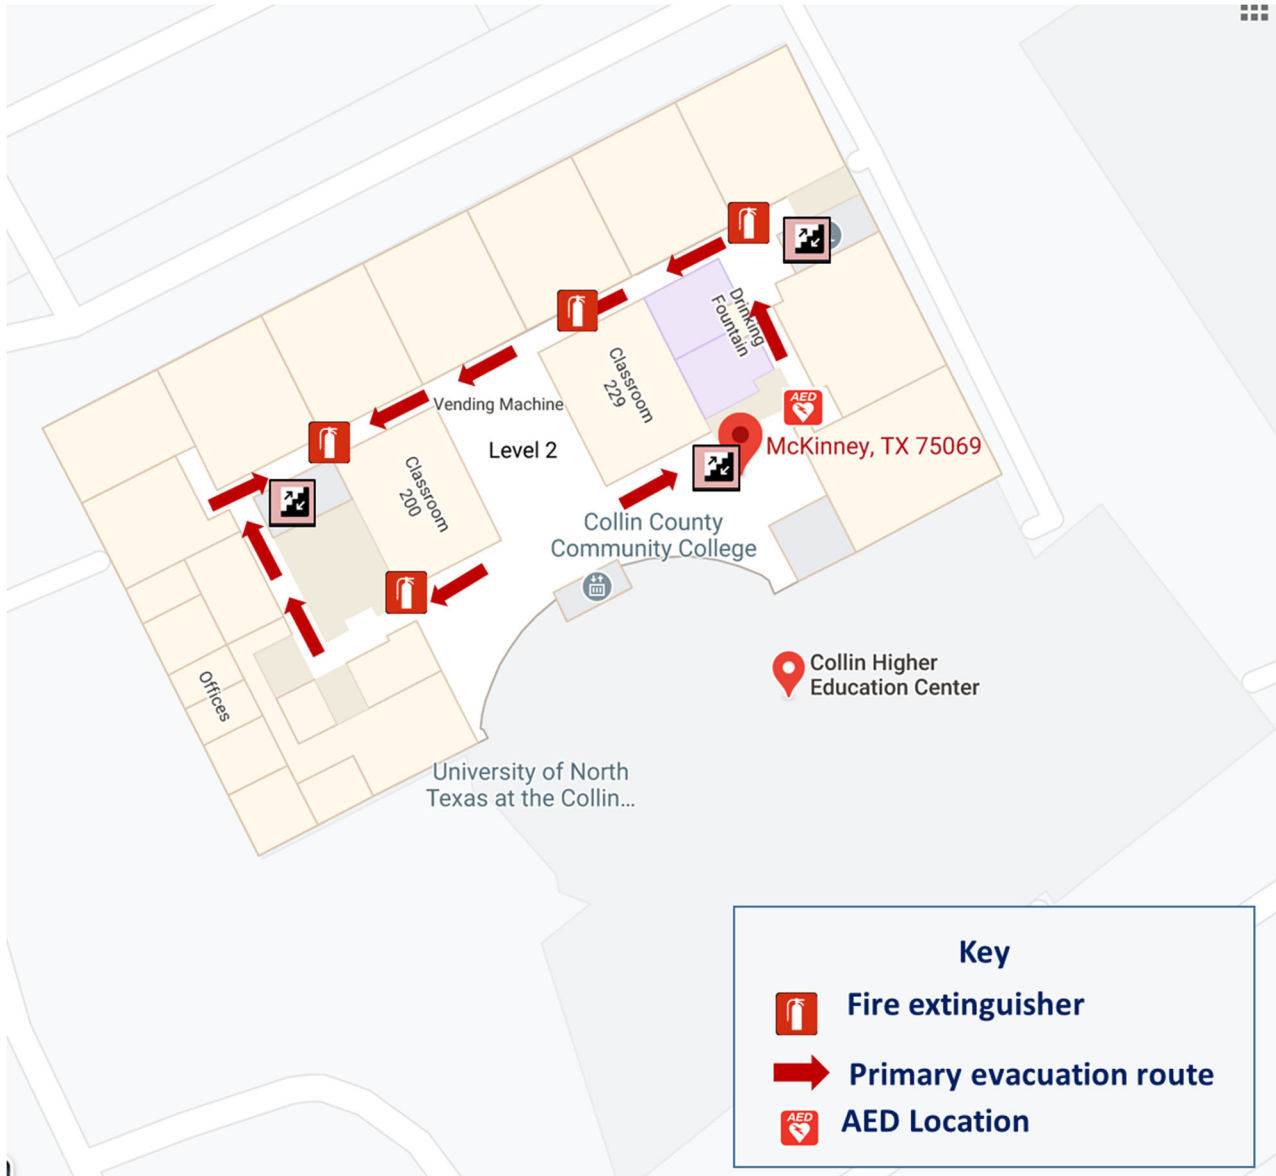 Drinking
Fountain
Classroom
229
AED
Vending Machine
Level 2
McKinney, TX 75069
Classroom
200
Collin County
Community College
Collin Higher
Education Center
Offices
University of North
Texas at the Collin...
Key
Fire extinguisher
Primary evacuation route
AED
AED Location